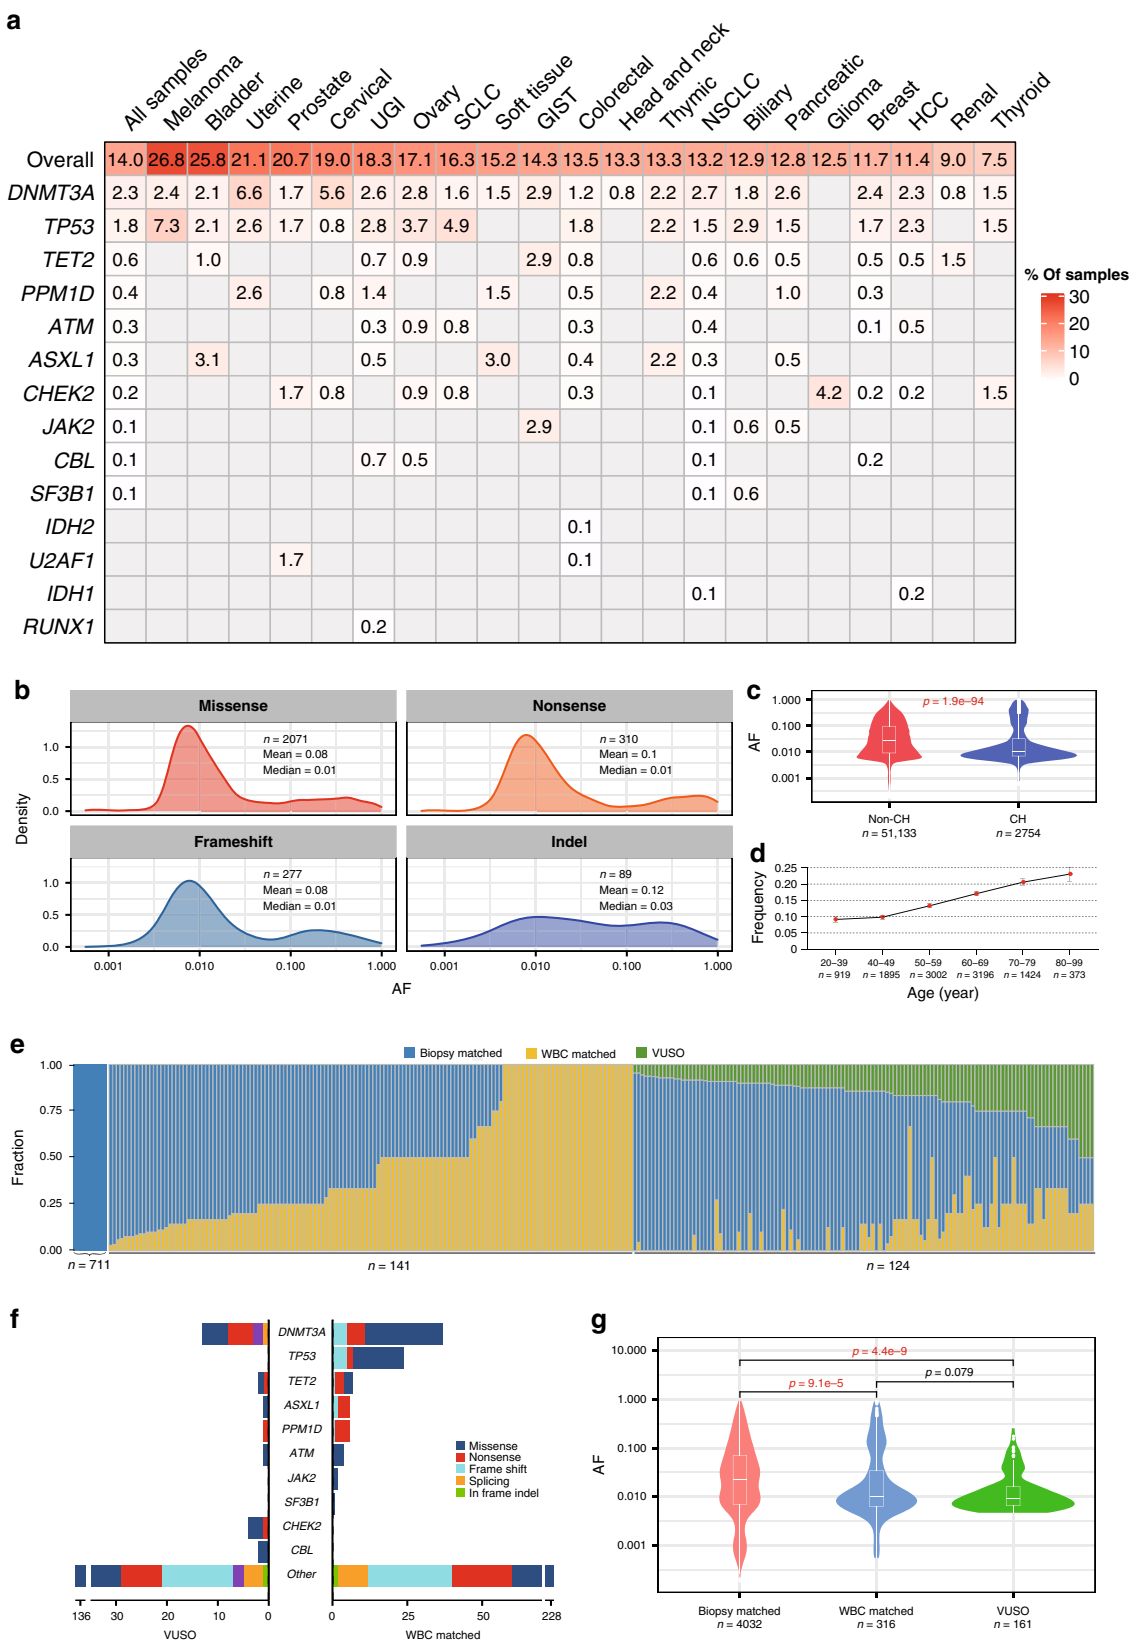 a
All samples Melanoma Bladder Uterine Prostate Cervical UGI Ovary SCLC Soft tissue GIST Colorectal Head and neck Thymic NSCLC Biliary Pancreatic Glioma Breast HCC Renal Thyroid
Overall 14.0 26.8 25.8 21.1 20.7 19.0 18.3 17.1 16.3 15.2 14.3 13.5 13.3 13.3 13.2 12.9 12.8 12.5 11.7 11.4 9.0 7.5
DNMT3A 2.3 2.4 2.1 6.6 1.7 5.6 2.6 2.8 1.6 1.5 2.9 1.2 0.8 2.2 2.7 1.8 2.6 2.4 2.3 0.8 1.5
TP53 1.8 7.3 2.1 2.6 1.7 0.8 2.8 3.7 4.9 1.8 2.2 1.5 2.9 1.5 1.7 2.3 1.5
TET2 0.6 1.0 0.7 0.9 2.9 0.8 0.6 0.6 0.5 0.5 0.5 1.5
PPM1D 0.4 2.6 0.8 1.4 1.5 0.5 2.2 0.4 1.0 0.3
ATM 0.3 0.3 0.9 0.8 0.3 0.4 0.1 0.5
ASXL1 0.3 3.1 0.5 3.0 0.4 2.2 0.3 0.5
CHEK2 0.2 1.7 0.8 0.9 0.8 0.3 0.1 4.2 0.2 0.2 1.5
JAK2 0.1 2.9 0.1 0.6 0.5
CBL 0.1 0.7 0.5 0.1 0.2
SF3B1 0.1 0.1 0.6
IDH2 0.1
U2AF1 1.7 0.1
IDH1 0.1 0.2
RUNX1 0.2
% Of samples
30
20
10
0
b
Density
Missense
n = 2071
Mean = 0.08
Median = 0.01
1.0
0.5
0.0
Nonsense
n = 310
Mean = 0.1
Median = 0.01
Frameshift
n = 277
Mean = 0.08
Median = 0.01
1.0
0.5
0.0
Indel
n = 89
Mean = 0.12
Median = 0.03
0.001 0.010 0.100 1.000 0.001 0.010 0.100 1.000
AF
c
AF
1.000
0.100
0.010
0.001
p = 1.9e–94
Non-CH CH
n = 51,133 n = 2754
d
Frequency
0.25
0.20
0.15
0.10
0.05
0
20–39 40–49 50–59 60–69 70–79 80–99
n = 919 n = 1895 n = 3002 n = 3196 n = 1424 n = 373
Age (year)
e
Biopsy matched WBC matched VUSO
Fraction
1.00
0.75
0.50
0.25
0.00
n = 711 n = 141 n = 124
f
DNMT3A
TP53
TET2
ASXL1
PPM1D
ATM
JAK2
SF3B1
CHEK2
CBL
Other
Missense
Nonsense
Frame shift
Splicing
In frame indel
136 30 20 10 0 0 25 50 228
VUSO WBC matched
g
AF
10.000
1.000
0.100
0.010
0.001
p = 4.4e–9
p = 9.1e–5
p = 0.079
Biopsy matched WBC matched VUSO
n = 4032 n = 316 n = 161